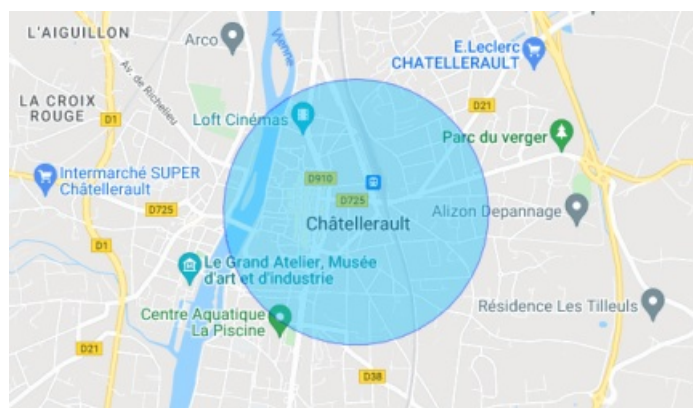 L'AIGUILLON
Arco
Vienne
E.Leclerc
CHATELLERAULT
Av. de Richelieu
LA CROIX
ROUGE
D1
Loft Cinémas
D21
Parc du verger
Intermarché SUPER
Châtellerault
D910
D725
D725
Châtellerault
Alizon Depannage
D1
Le Grand Atelier, Musée
d'art et d'industrie
Résidence Les Tilleuls
Centre Aquatique
La Piscine
D21
D38